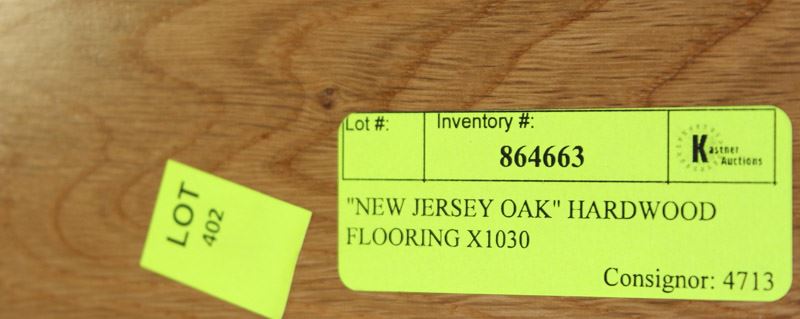 LOT
402
Lot #:
Inventory #:
864663
Kastner
Auctions
"NEW JERSEY OAK" HARDWOOD
FLOORING X1030
Consignor: 4713